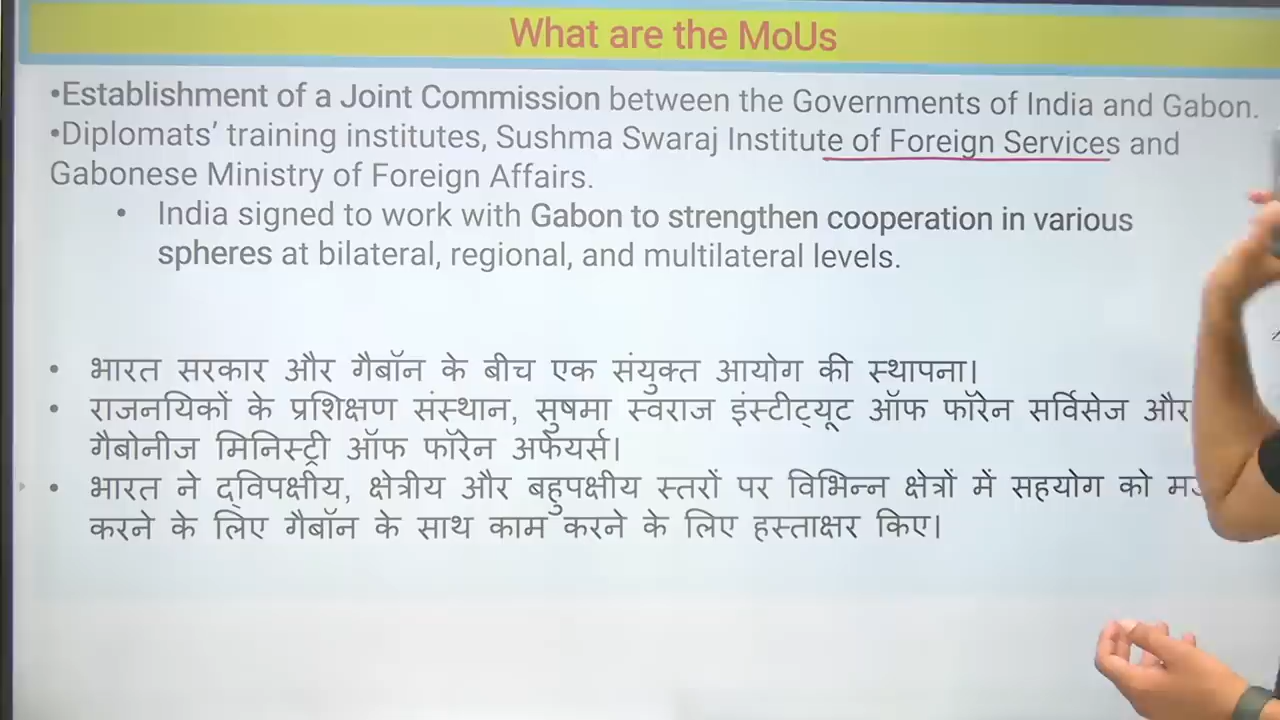 What are the MoUs
•Establishment of a Joint Commission between the Governments of India and Gabon.
•Diplomats’ training institutes, Sushma Swaraj Institute of Foreign Services and
Gabonese Ministry of Foreign Affairs.
• India signed to work with Gabon to strengthen cooperation in various
spheres at bilateral, regional, and multilateral levels.
• भारत सरकार और गैबॉन के बीच एक संयुक्त आयोग की स्थापना।
• राजनयिकों के प्रशिक्षण संस्थान, सुषमा स्वराज इंस्टीट्यूट ऑफ फॉरेन सर्विसेज और
गैबोनीज मिनिस्ट्री ऑफ फॉरेन अफेयर्स।
• भारत ने द्विपक्षीय, क्षेत्रीय और बहुपक्षीय स्तरों पर विभिन्न क्षेत्रों में सहयोग को
करने के लिए गैबॉन के साथ काम करने के लिए हस्ताक्षर किए।